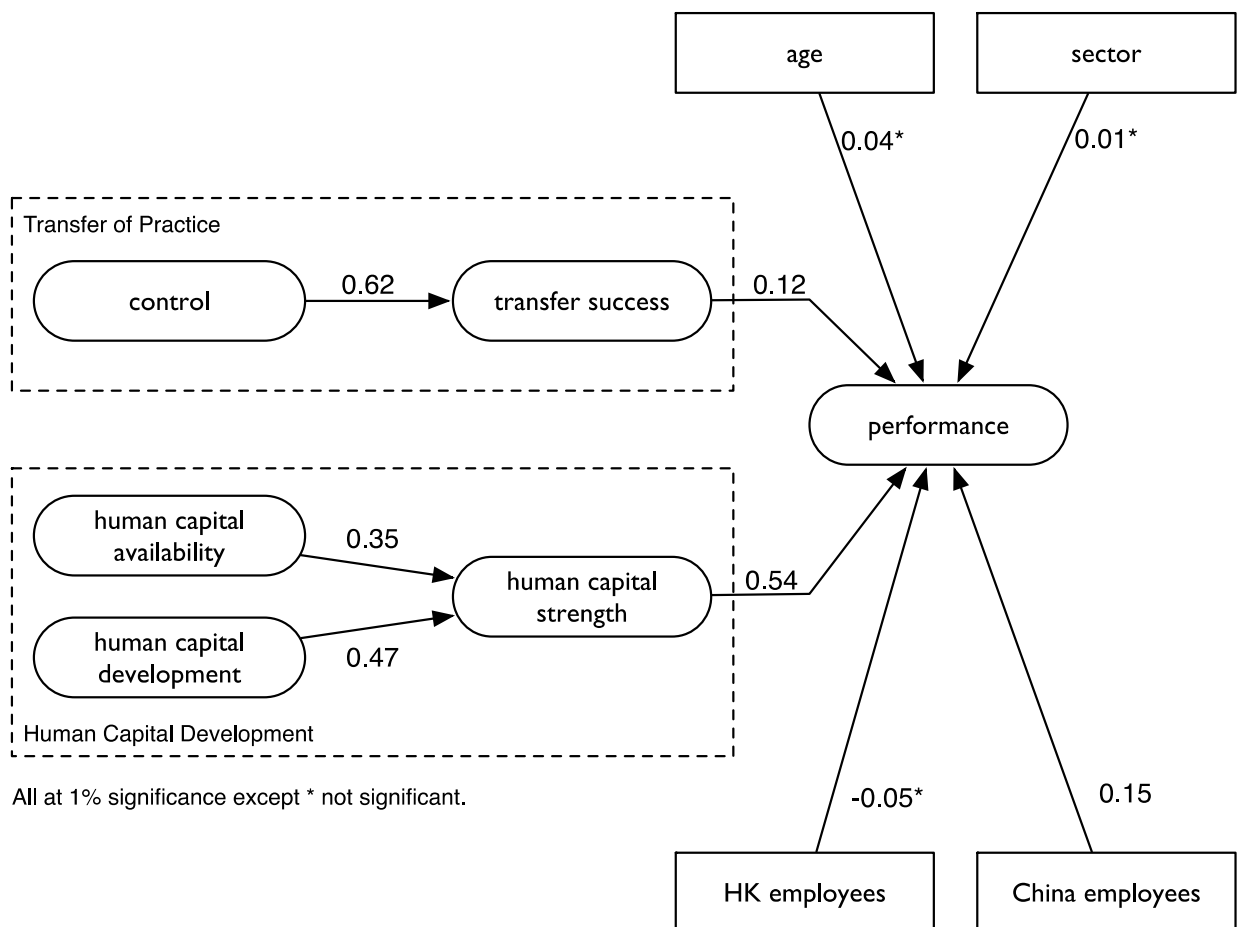 age
sector
0.04*
0.01*
Transfer of Practice
control
0.62
transfer success
0.12
performance
human capital
availability
0.35
human capital
strength
0.54
human capital
development
0.47
Human Capital Development
All at 1% significance except * not significant.
-0.05*
0.15
HK employees
China employees